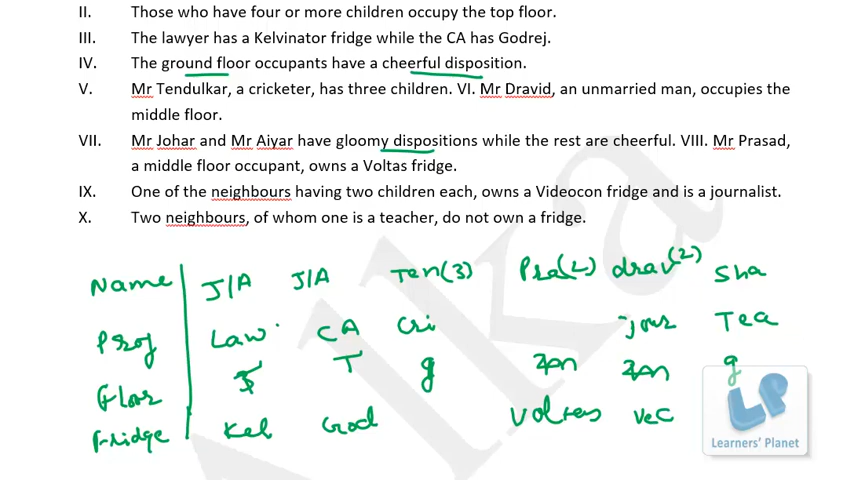 II. Those who have four or more children occupy the top floor.
III. The lawyer has a Kelvinator fridge while the CA has Godrej.
IV. The ground floor occupants have a cheerful disposition.
V. Mr Tendulkar, a cricketer, has three children. VI. Mr Dravid, an unmarried man, occupies the
middle floor.
VII. Mr Johar and Mr Aiyar have gloomy dispositions while the rest are cheerful. VIII. Mr Prasad,
a middle floor occupant, owns a Voltas fridge.
IX. One of the neighbours having two children each, owns a Videocon fridge and is a journalist.
X. Two neighbours, of whom one is a teacher, do not own a fridge.
Name J/A J/A Ten(3) Pra(2) drav(2) Sha
Prof Law CA Cri jour Tea
Floor T T g g
Fridge Kel God Voltas
LP
Learners' Planet